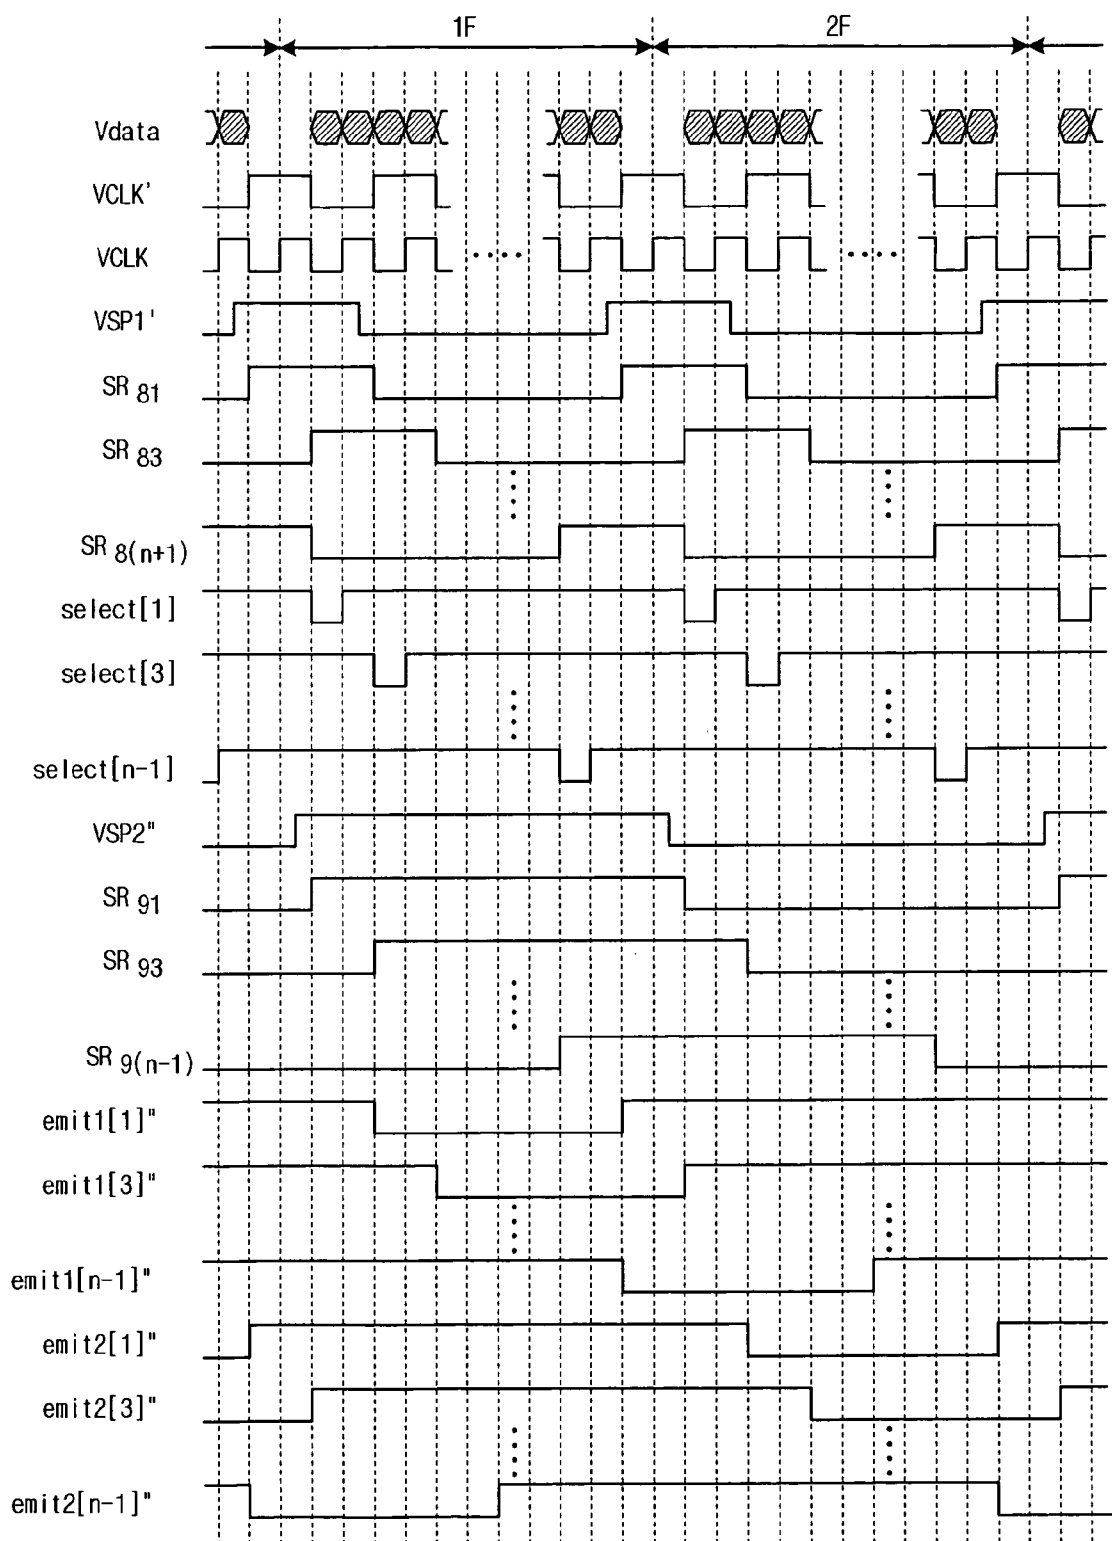 1F 2F
Vdata
VCLK'
VCLK
VSP1'
SR 81
SR 83
SR 8(n+1)
select[1]
select[3]
select[n-1]
VSP2"
SR 91
SR 93
SR 9(n-1)
emit1[1]"
emit1[3]"
emit1[n-1]"
emit2[1]"
emit2[3]"
emit2[n-1]"